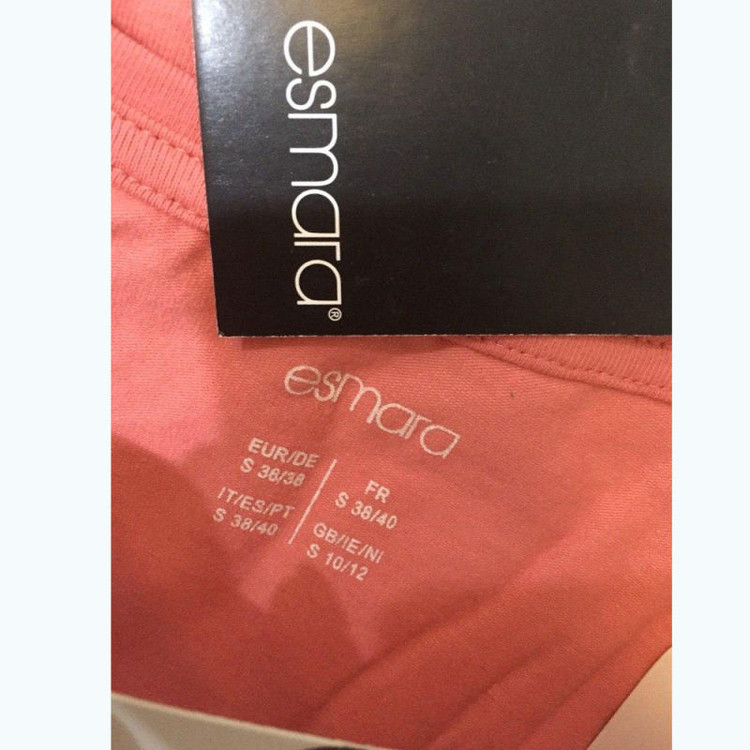 esmara®
esmara
EUR/DE
S 36/38
FR
S 38/40
IT/ES/PT
S 38/40
GB/IE/NI
S 10/12